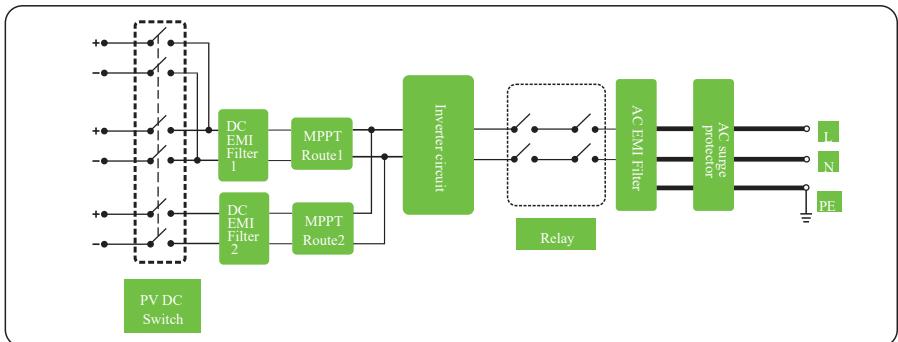 +
−
+
−
+
−
PV DC
Switch
DC
EMI
Filter
1
DC
EMI
Filter
2
MPPT
Route1
MPPT
Route2
Inverter circuit
Relay
AC EMI Filter
AC surge
protector
L
N
PE